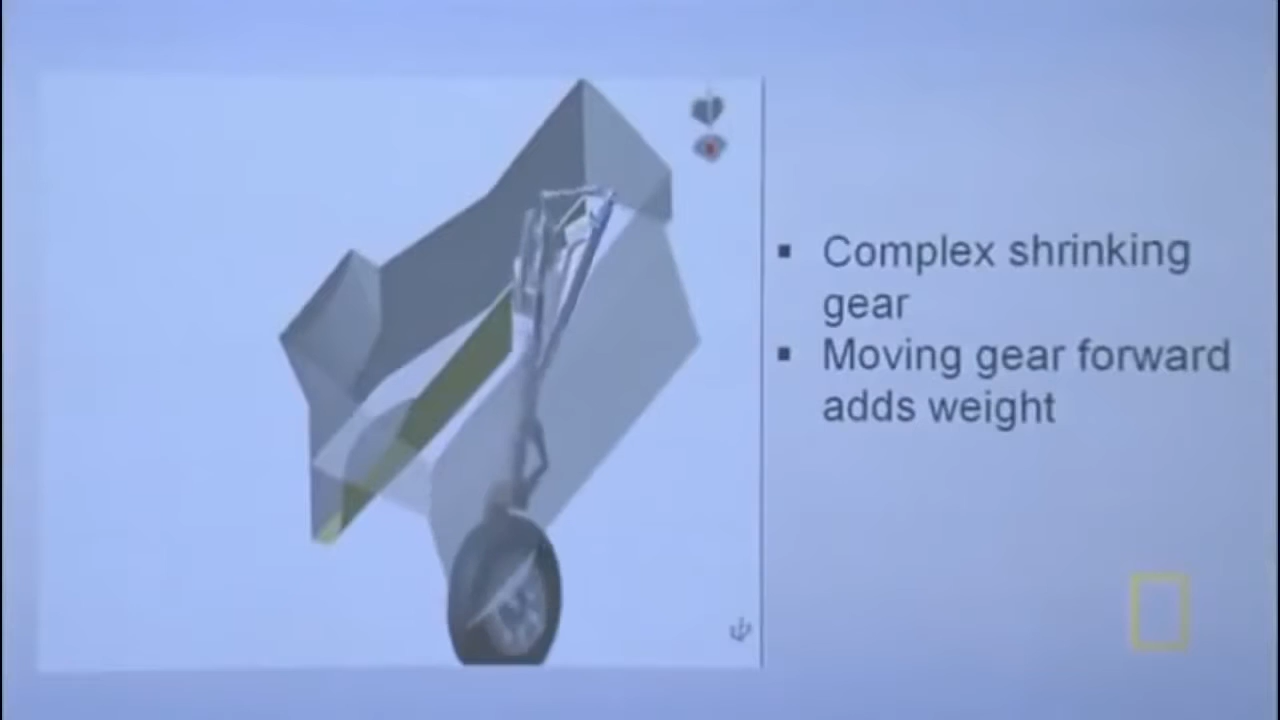 ▪ Complex shrinking
gear
▪ Moving gear forward
adds weight